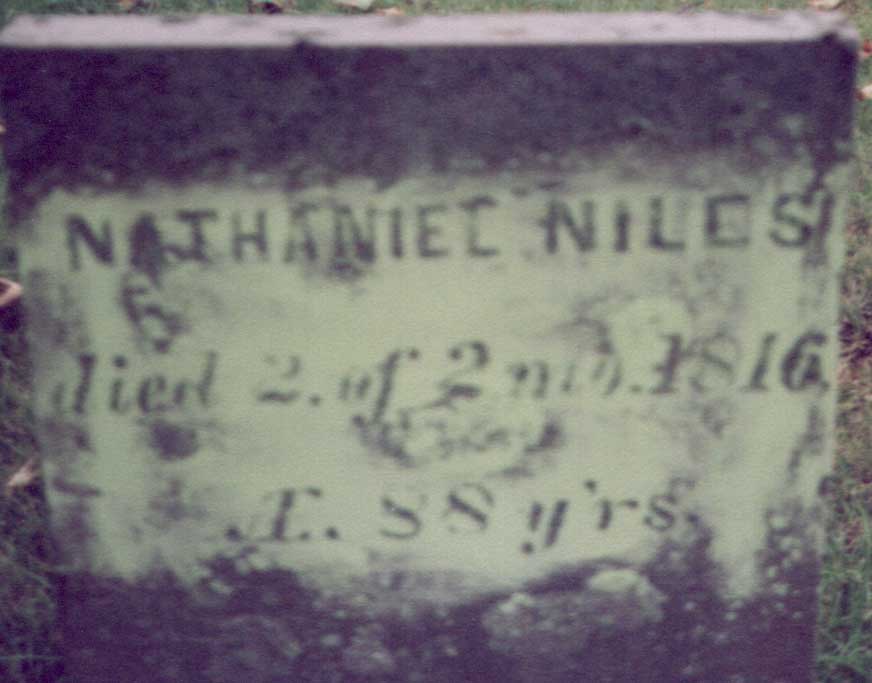 NATHANIEL NILES
died 2. of 2 mo. 1816.
Æ. 88 y'rs.